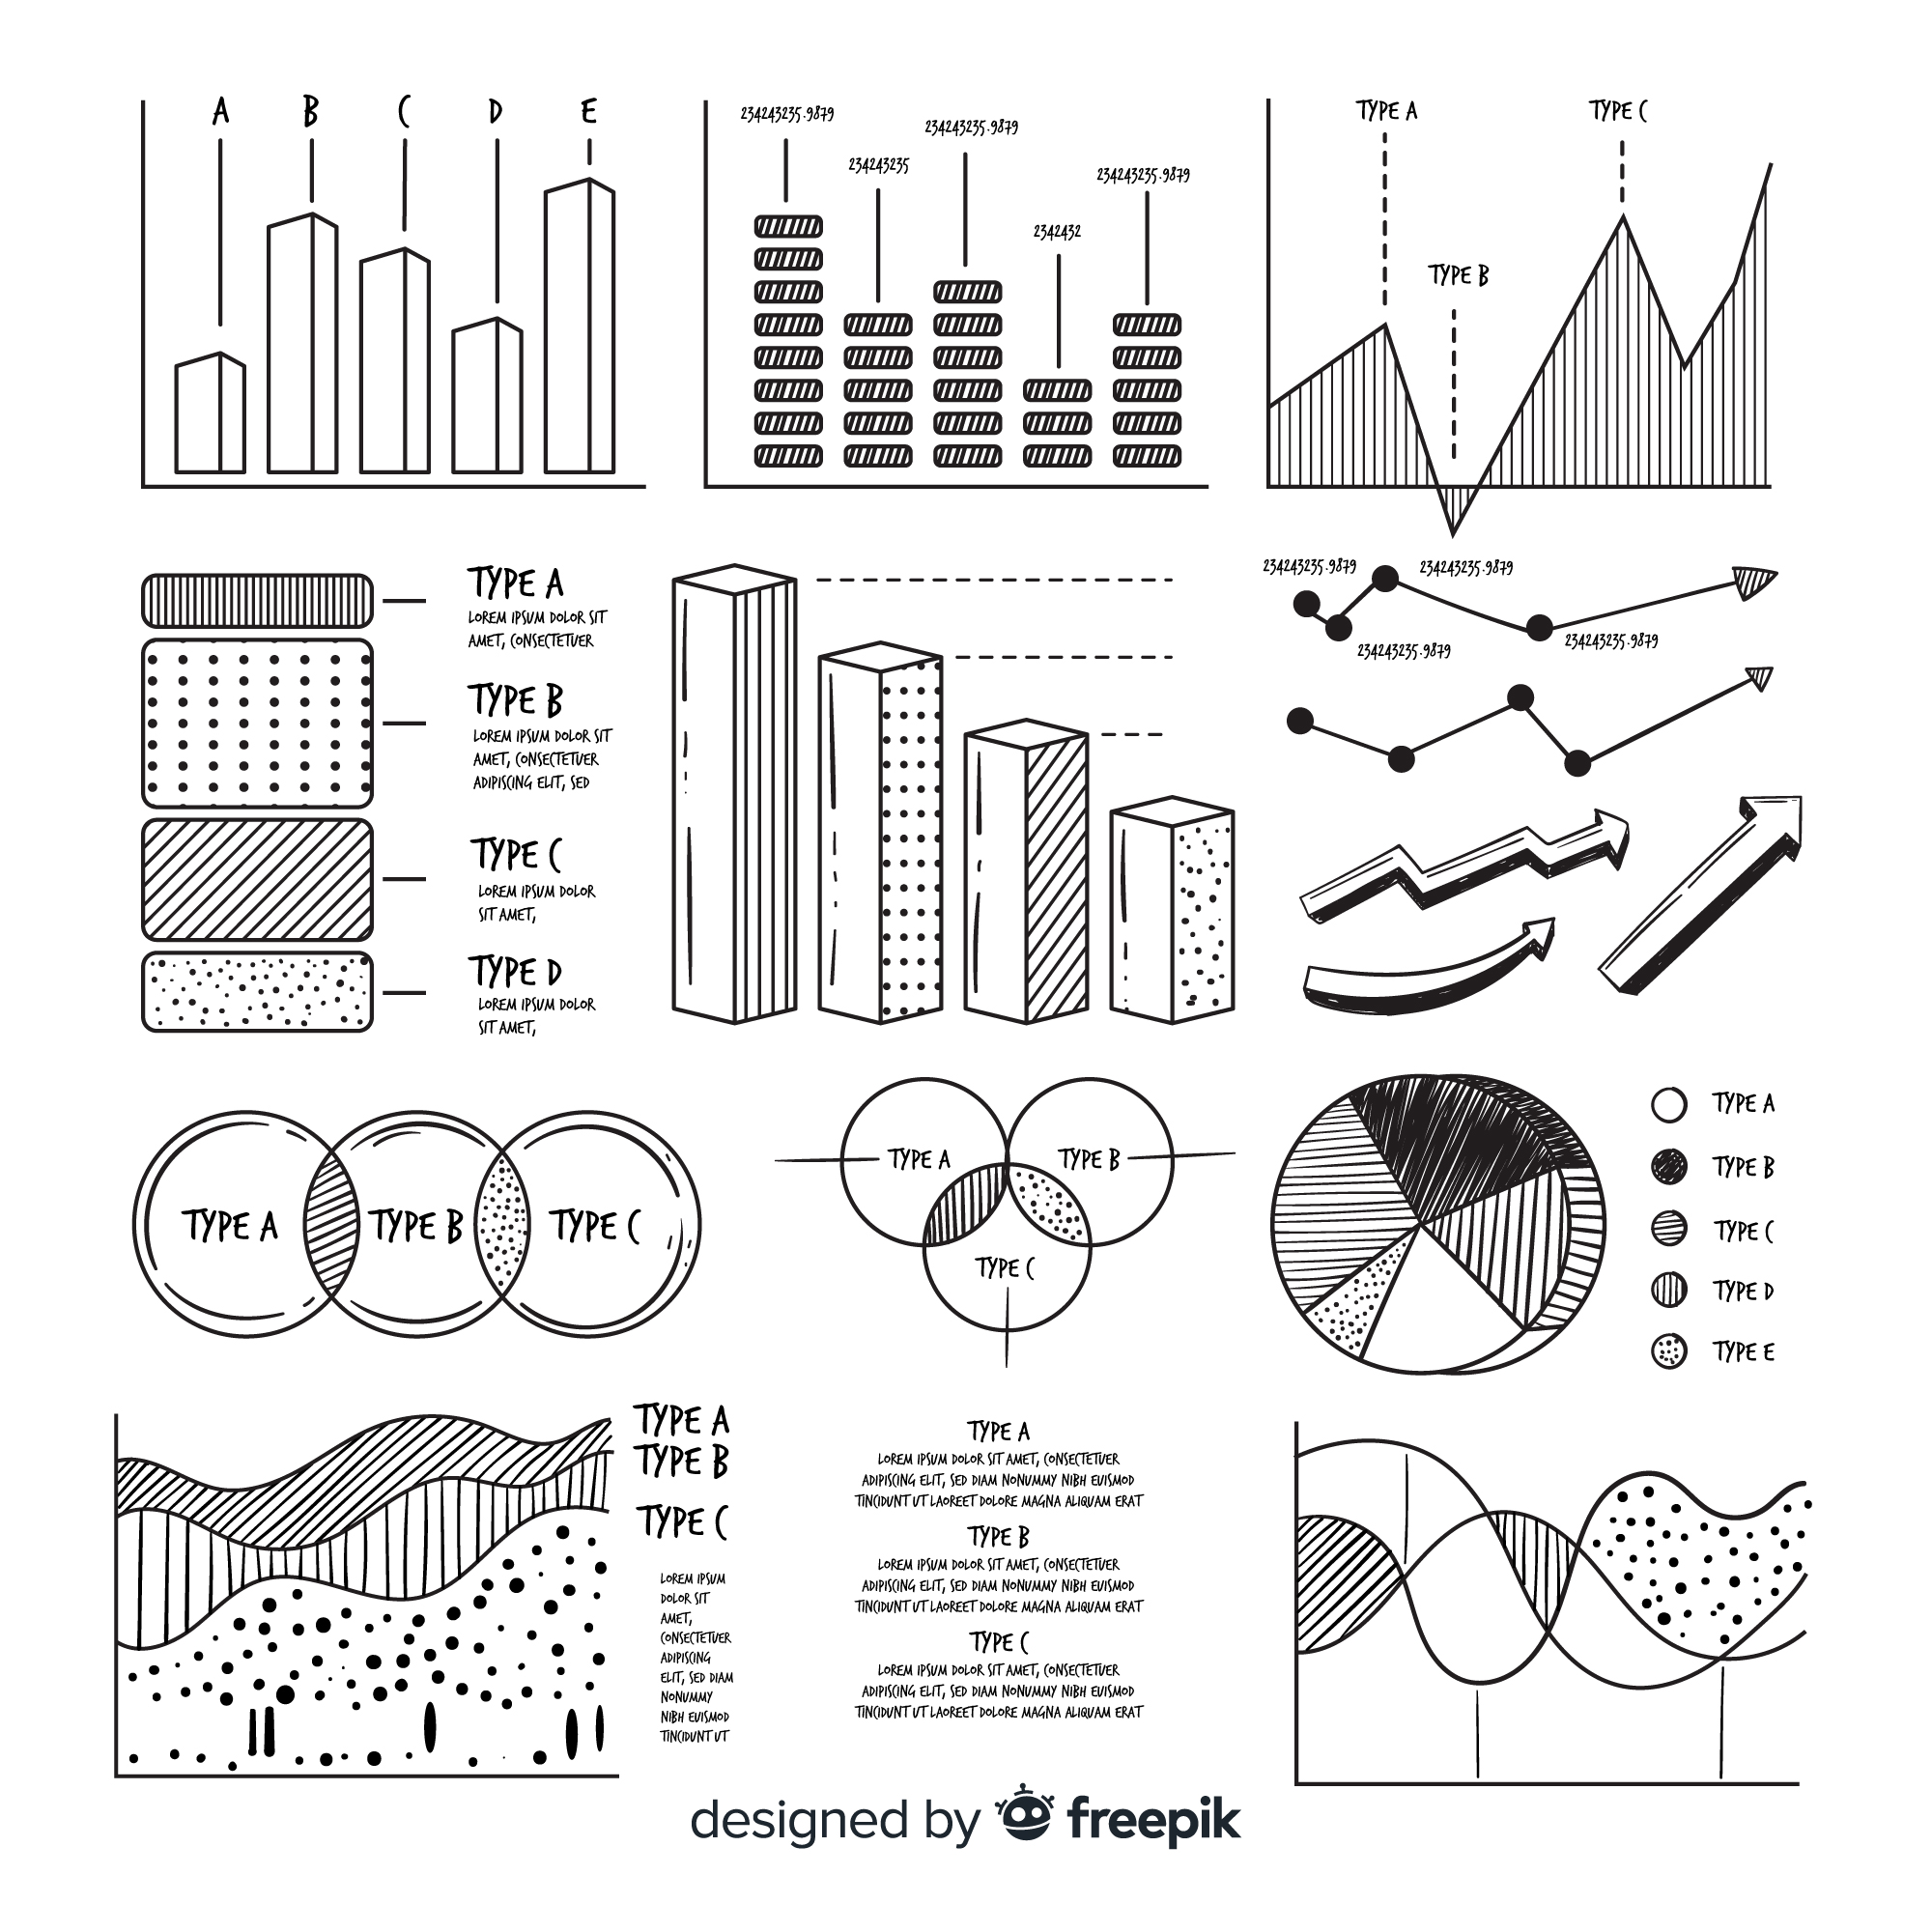 A B C D E
234243235.9879
234243235
234243235.9879
2342432
234243235.9879
TYPE A
TYPE B
TYPE C
TYPE A
LOREM IPSUM DOLOR SIT
AMET, CONSECTETUER
TYPE B
LOREM IPSUM DOLOR SIT
AMET, CONSECTETUER
ADIPISCING ELIT, SED
TYPE C
LOREM IPSUM DOLOR
SIT AMET,
TYPE D
LOREM IPSUM DOLOR
SIT AMET,
234243235.9879
234243235.9879
234243235.9879
234243235.9879
TYPE A
TYPE B
TYPE C
TYPE A
TYPE B
TYPE C
TYPE A
TYPE B
TYPE C
TYPE D
TYPE E
TYPE A
TYPE B
TYPE C
LOREM IPSUM
DOLOR SIT
AMET,
CONSECTETUER
ADIPISCING
ELIT, SED DIAM
NONUMMY
NIBH EUISMOD
TINCIDUNT UT
TYPE A
LOREM IPSUM DOLOR SIT AMET, CONSECTETUER
ADIPISCING ELIT, SED DIAM NONUMMY NIBH EUISMOD
TINCIDUNT UT LAOREET DOLORE MAGNA ALIQUAM ERAT
TYPE B
LOREM IPSUM DOLOR SIT AMET, CONSECTETUER
ADIPISCING ELIT, SED DIAM NONUMMY NIBH EUISMOD
TINCIDUNT UT LAOREET DOLORE MAGNA ALIQUAM ERAT
TYPE C
LOREM IPSUM DOLOR SIT AMET, CONSECTETUER
ADIPISCING ELIT, SED DIAM NONUMMY NIBH EUISMOD
TINCIDUNT UT LAOREET DOLORE MAGNA ALIQUAM ERAT
designed by freepik